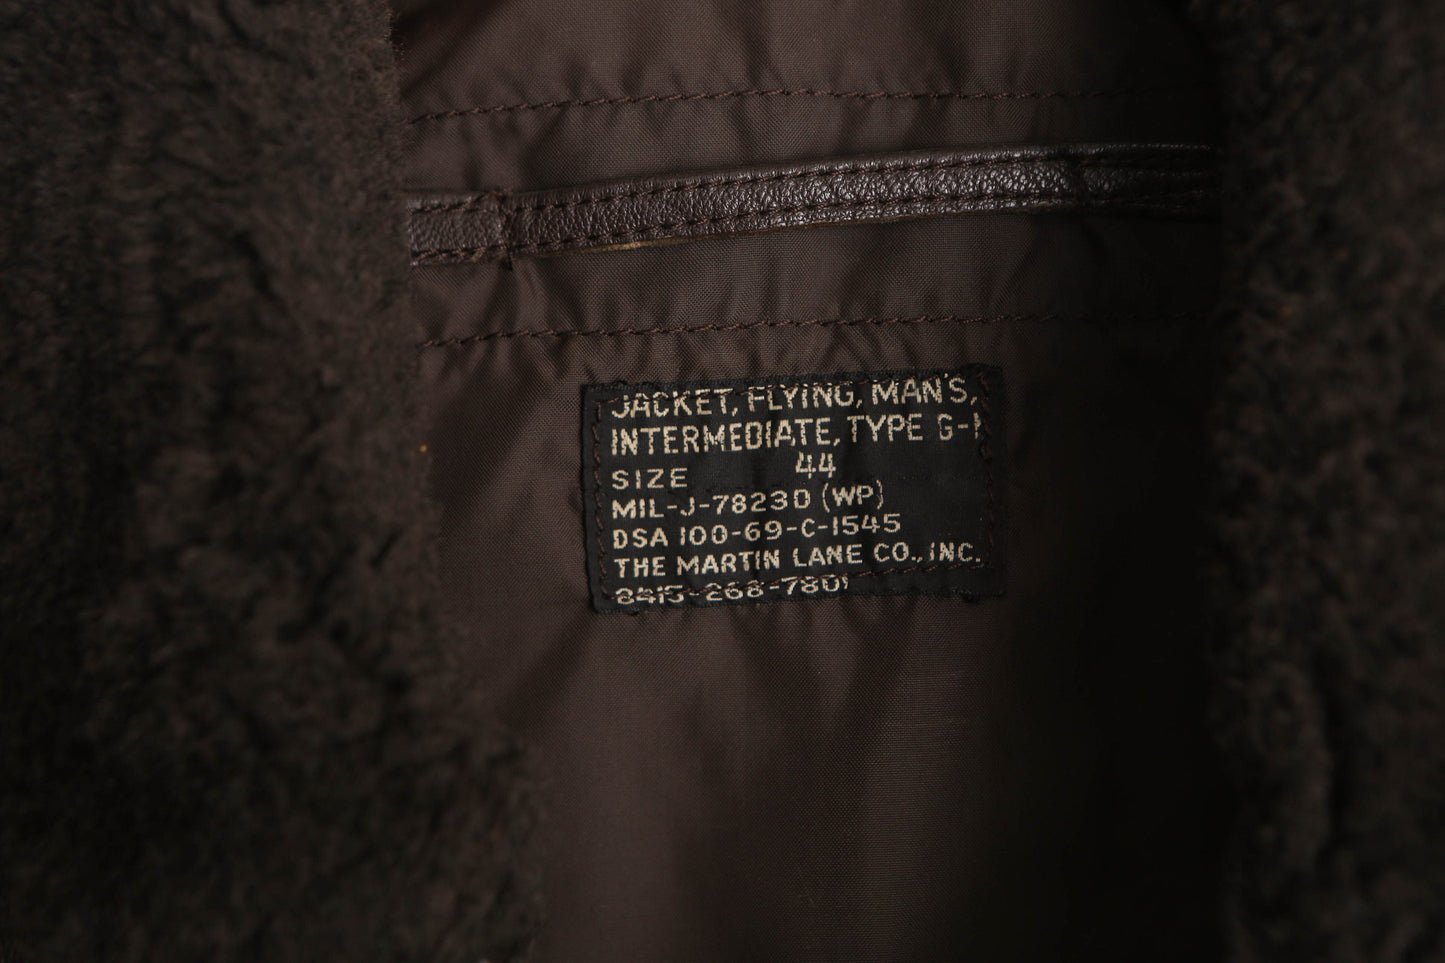 JACKET, FLYING, MAN'S,
INTERMEDIATE, TYPE G-1
SIZE 44
MIL-J-78230 (WP)
DSA 100-69-C-1545
THE MARTIN LANE CO., INC.
8415-268-7801